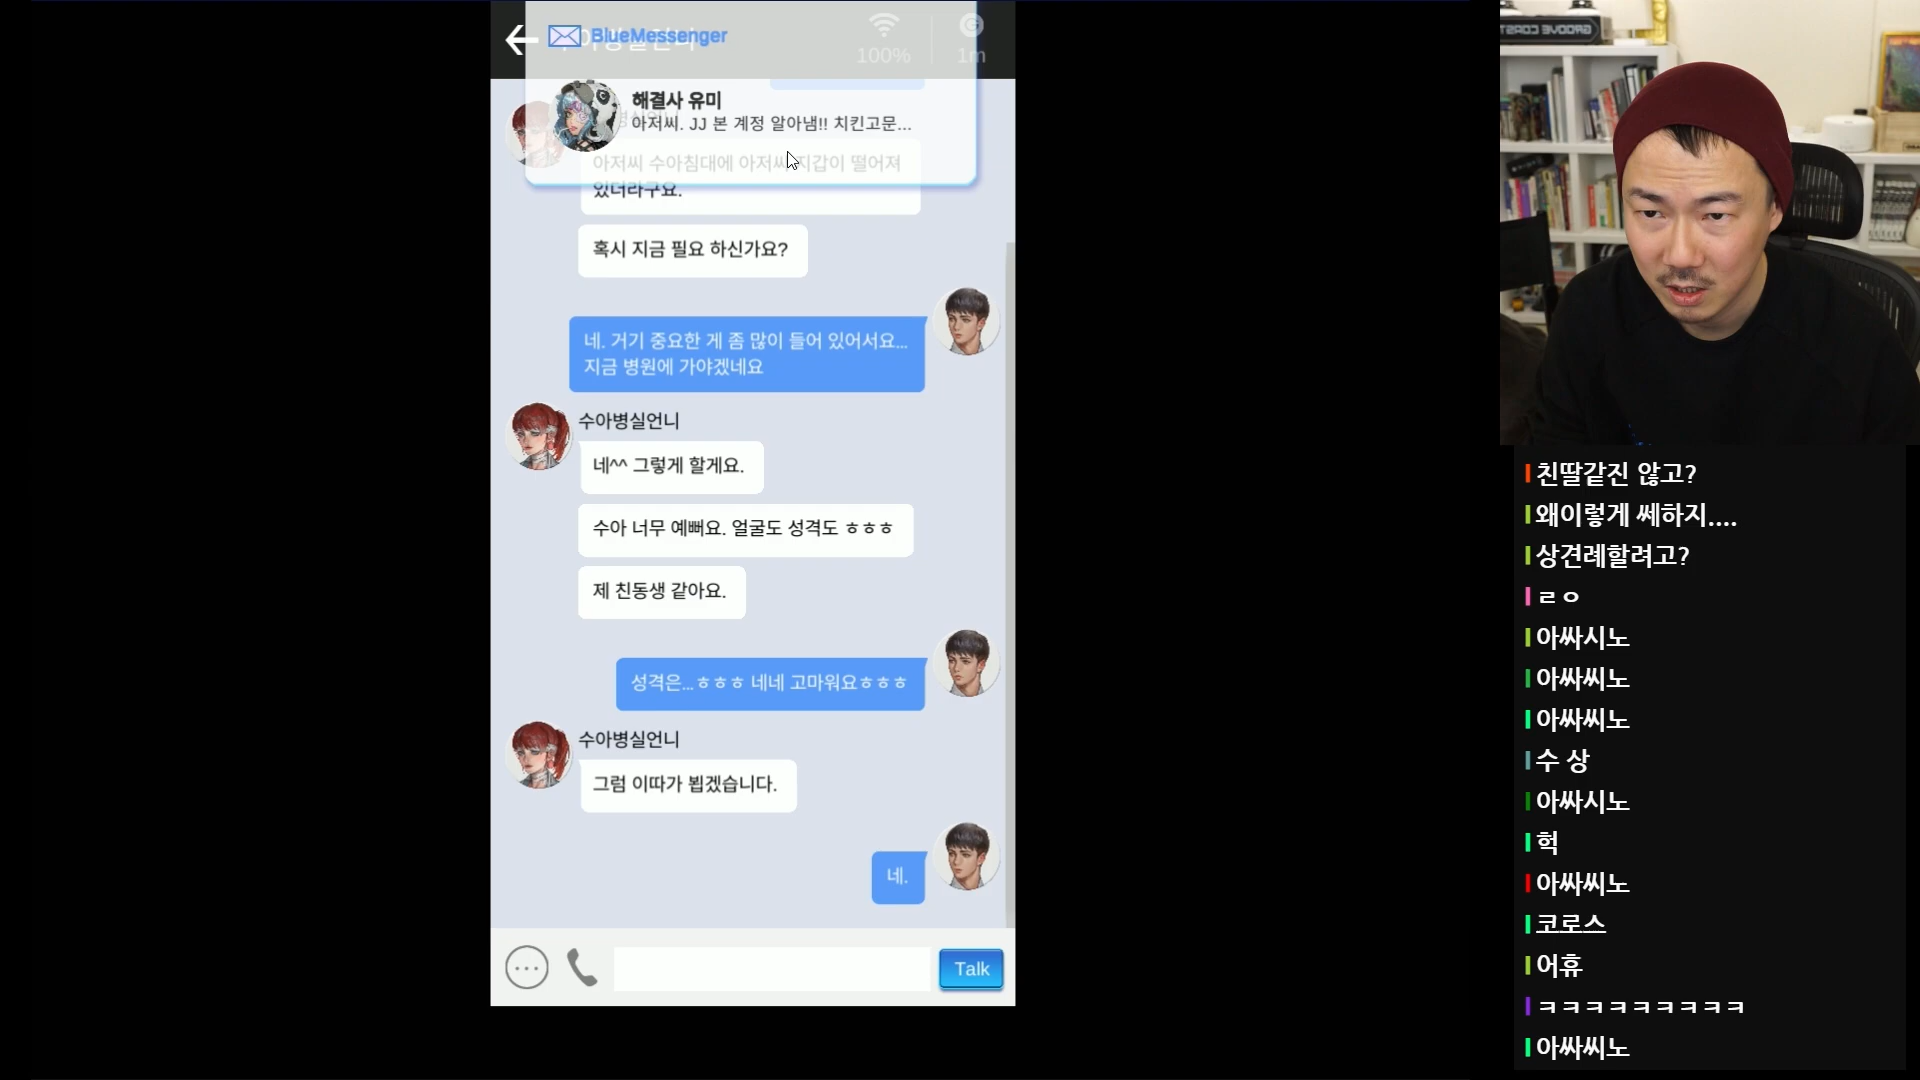 BlueMessenger
100%
1m
해결사 유미
아저씨. JJ 본 계정 알아냄!! 치킨고문...
아저씨 수아침대에 아저씨 지갑이 떨어져
있더라구요.
혹시 지금 필요 하신가요?
네. 거기 중요한 게 좀 많이 들어 있어서요...
지금 병원에 가야겠네요
수아병실언니
네^^ 그렇게 할게요.
수아 너무 예뻐요. 얼굴도 성격도 ㅎㅎㅎ
제 친동생 같아요.
성격은...ㅎㅎㅎ 네네 고마워요ㅎㅎㅎ
수아병실언니
그럼 이따가 뵙겠습니다.
네.
Talk
GROOVE COAST
친딸같진 않고?
왜이렇게 쎄하지....
상견례할려고?
ㄹㅇ
아싸시노
아싸씨노
아싸씨노
수 상
아싸시노
헉
아싸씨노
코로스
어휴
ㅋㅋㅋㅋㅋㅋㅋㅋㅋ
아싸씨노